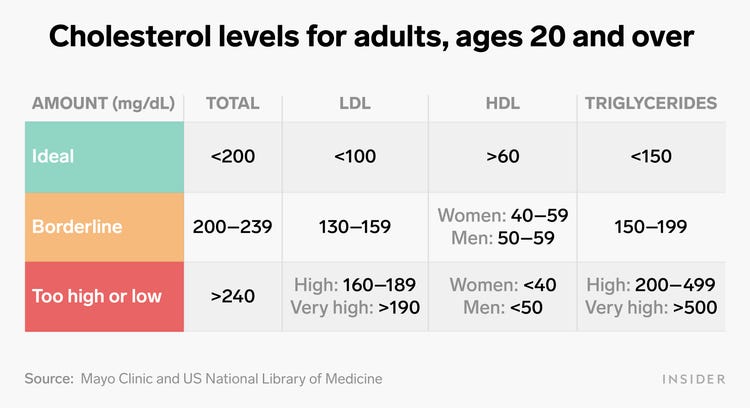 Cholesterol levels for adults, ages 20 and over
AMOUNT (mg/dL) TOTAL LDL HDL TRIGLYCERIDES
Ideal <200 <100 >60 <150
Borderline 200–239 130–159 Women: 40–59 Men: 50–59 150–199
Too high or low >240 High: 160–189 Very high: >190 Women: <40 Men: <50 High: 200–499 Very high: >500
Source: Mayo Clinic and US National Library of Medicine
INSIDER